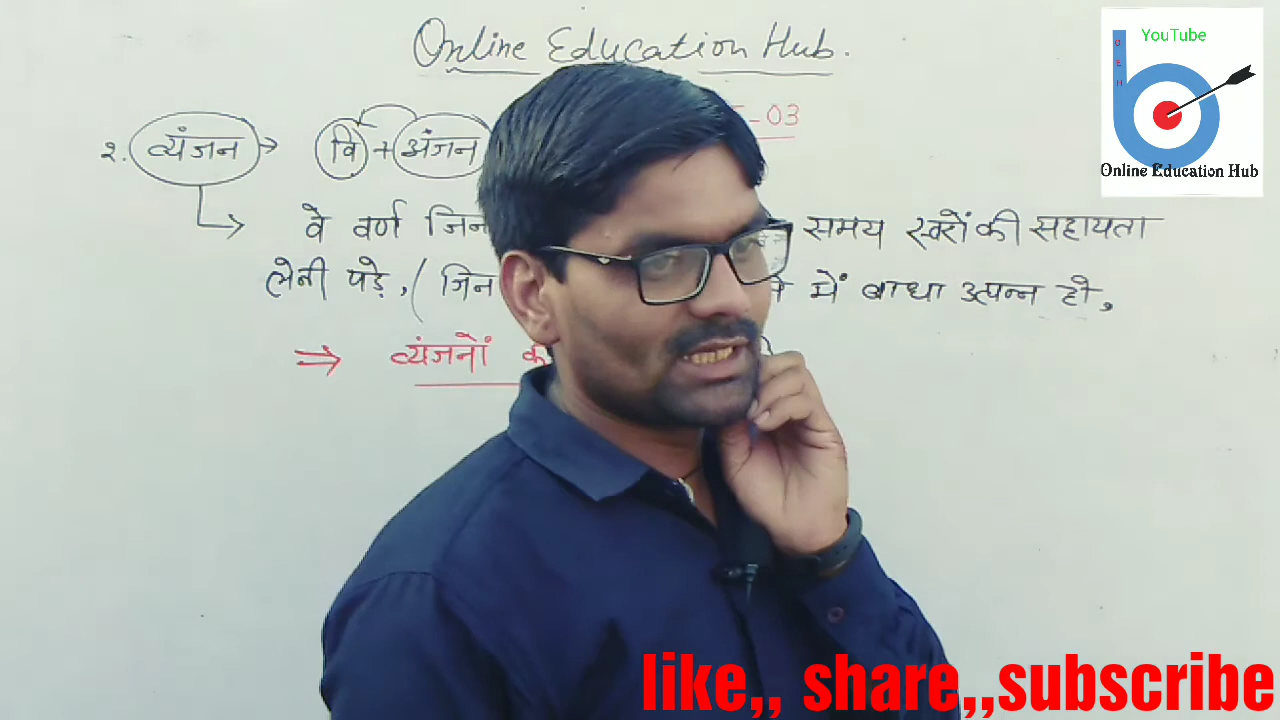 Online Education Hub.
YouTube
OEH
Online Education Hub
-03
२. व्यंजन → वि + अंजन
→ वे वर्ण जिन समय स्वरों की सहायता
लेनी पड़े, ( जिन में बाधा उत्पन्न हो,
⇒ व्यंजनों
like,, share,,subscribe